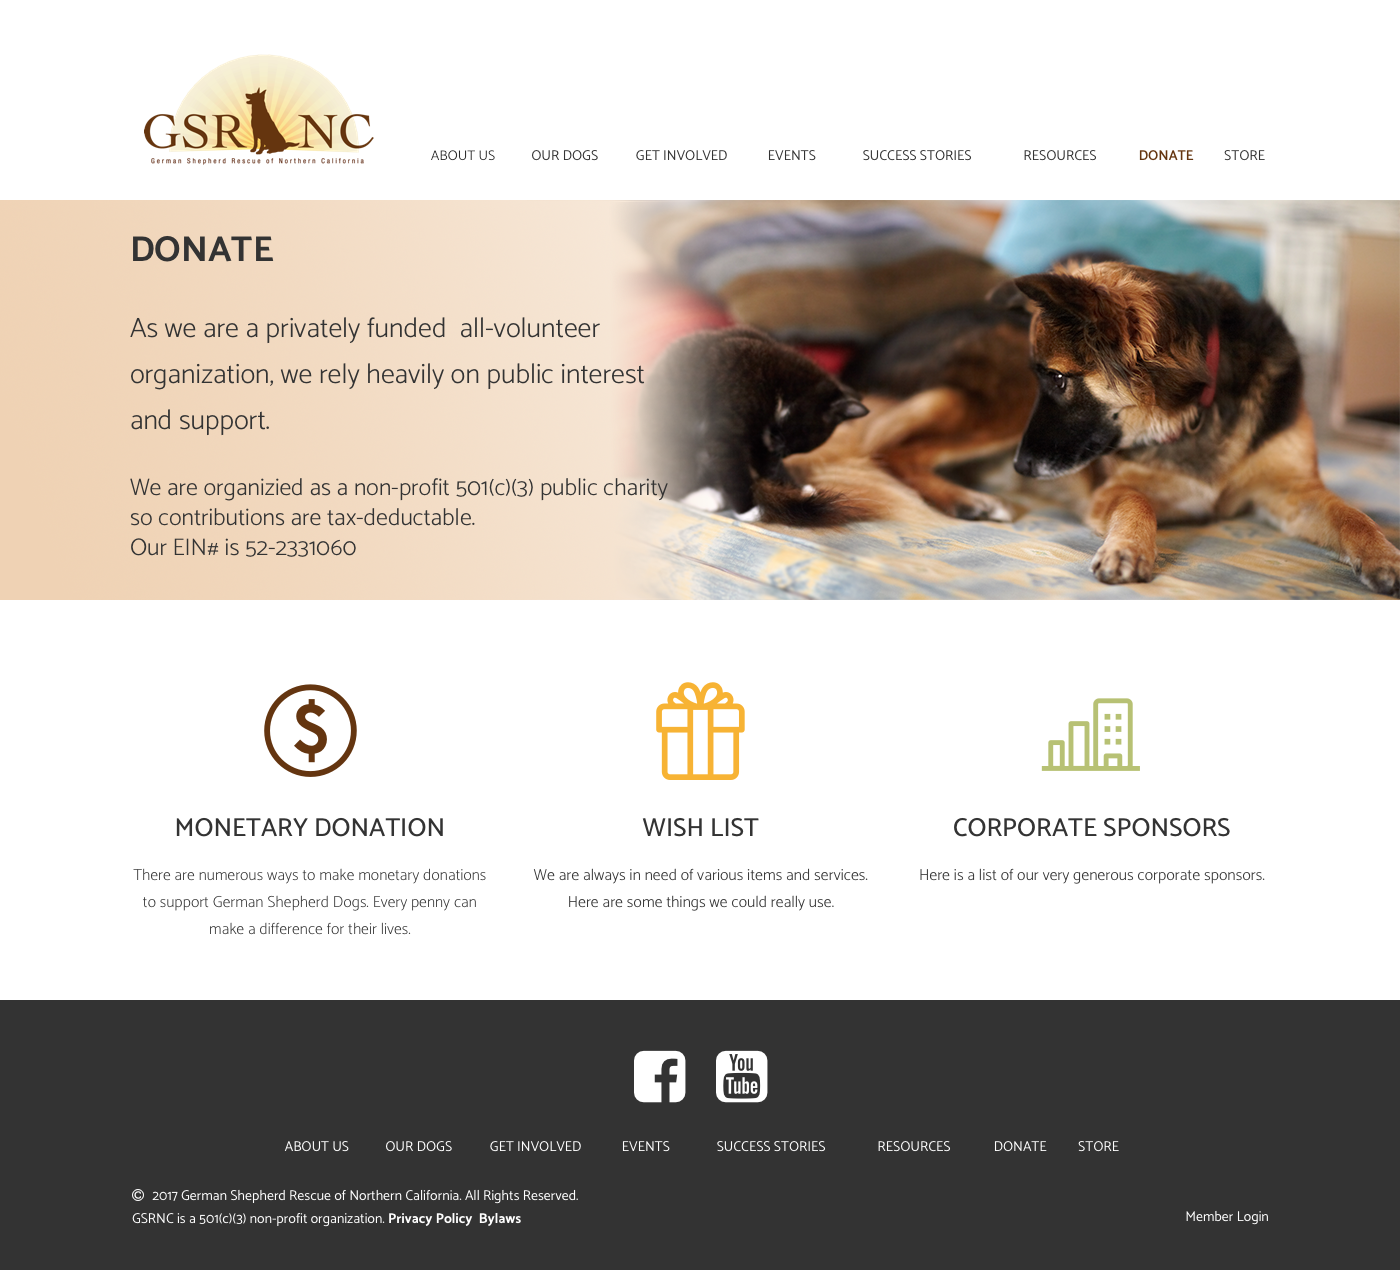 GSRNC
German Shepherd Rescue of Northern California
ABOUT US OUR DOGS GET INVOLVED EVENTS SUCCESS STORIES RESOURCES DONATE STORE
DONATE
As we are a privately funded all-volunteer
organization, we rely heavily on public interest
and support.
We are organizied as a non-profit 501(c)(3) public charity
so contributions are tax-deductable.
Our EIN# is 52-2331060
$
MONETARY DONATION
There are numerous ways to make monetary donations
to support German Shepherd Dogs. Every penny can
make a difference for their lives.
WISH LIST
We are always in need of various items and services.
Here are some things we could really use.
CORPORATE SPONSORS
Here is a list of our very generous corporate sponsors.
You
Tube
ABOUT US OUR DOGS GET INVOLVED EVENTS SUCCESS STORIES RESOURCES DONATE STORE
© 2017 German Shepherd Rescue of Northern California. All Rights Reserved.
GSRNC is a 501(c)(3) non-profit organization. Privacy Policy Bylaws
Member Login